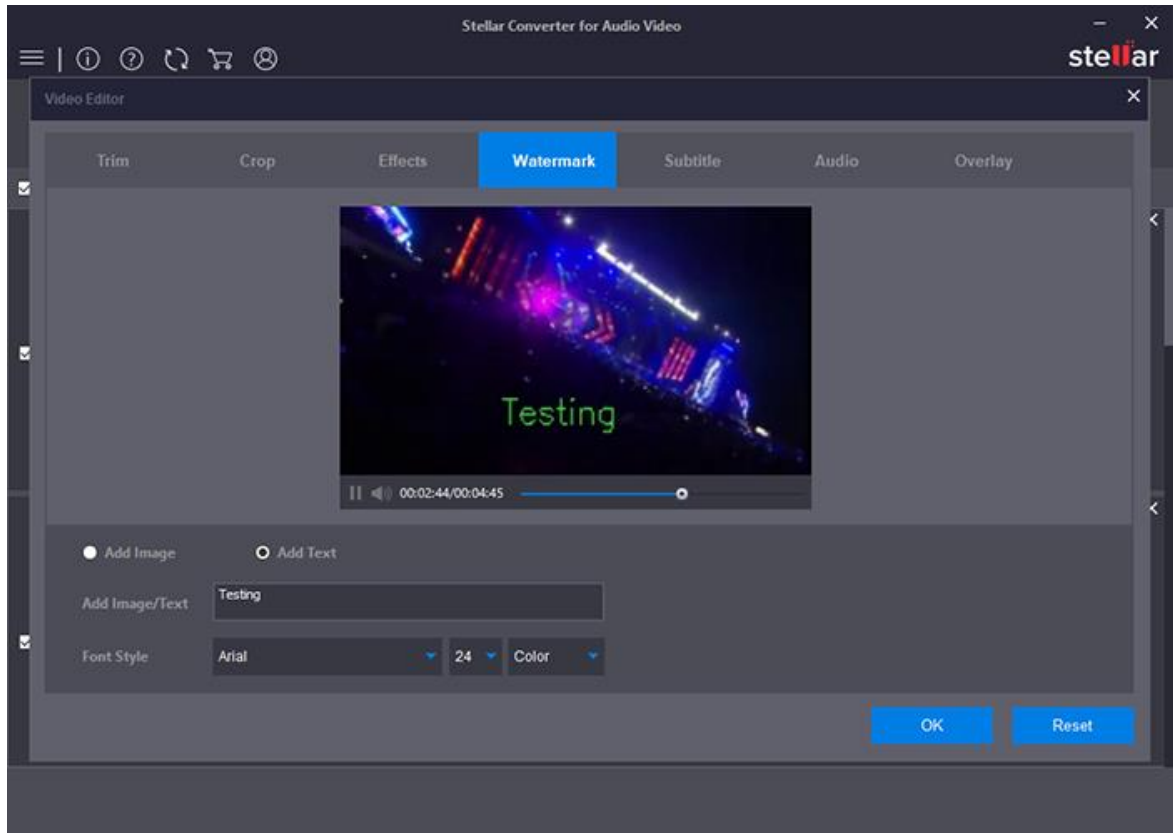 Stellar Converter for Audio Video
stellar
Video Editor
Trim Crop Effects Watermark Subtitle Audio Overlay
Testing
00:02:44/00:04:45
Add Image Add Text
Add Image/Text Testing
Font Style Arial 24 Color
OK Reset